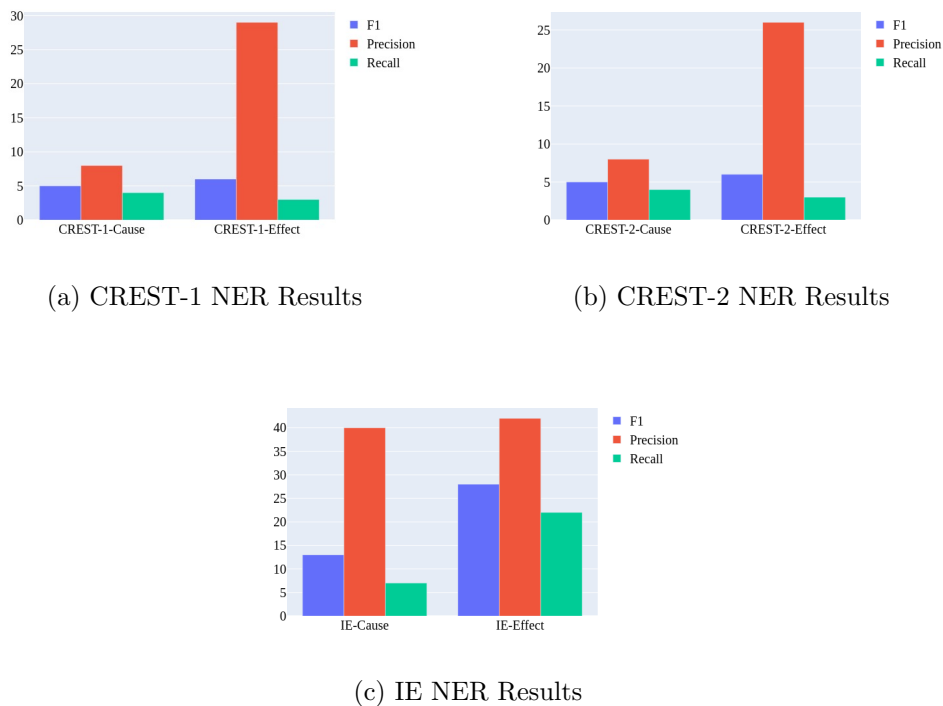 30
25
20
15
10
5
0
CREST-1-Cause
CREST-1-Effect
F1
Precision
Recall
(a) CREST-1 NER Results
25
20
15
10
5
0
CREST-2-Cause
CREST-2-Effect
F1
Precision
Recall
(b) CREST-2 NER Results
40
35
30
25
20
15
10
5
0
IE-Cause
IE-Effect
F1
Precision
Recall
(c) IE NER Results